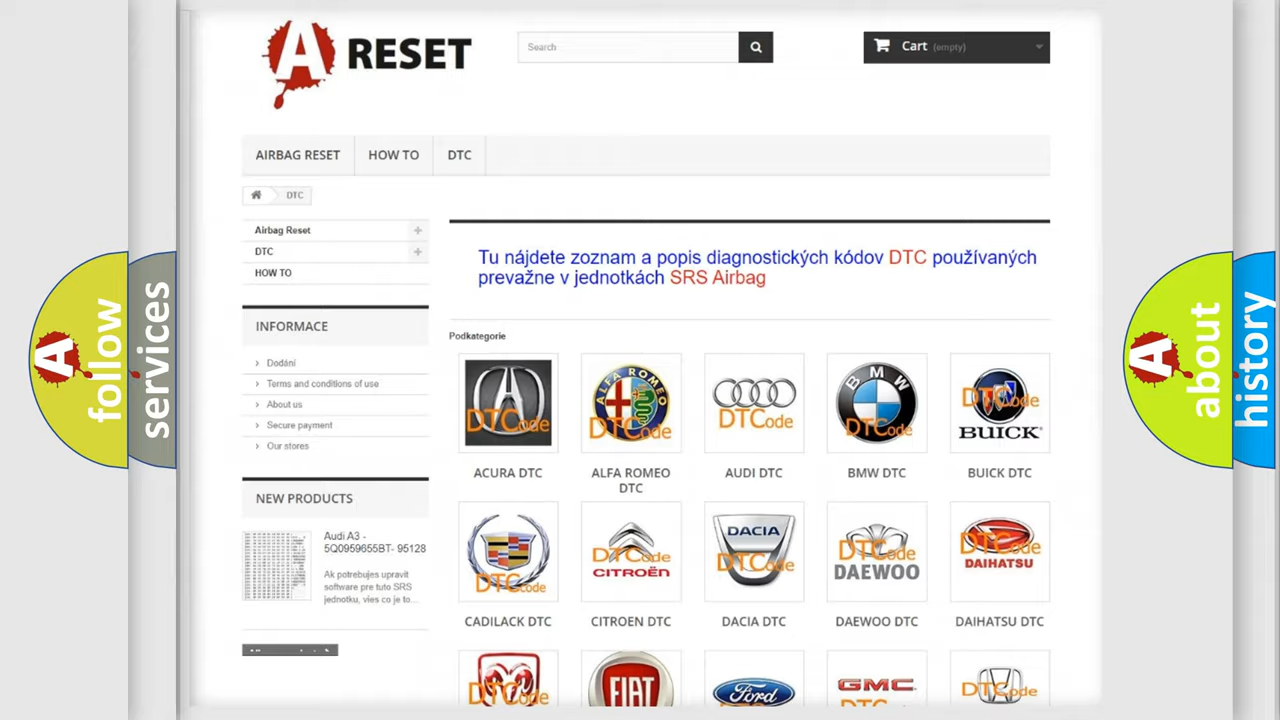 A RESET
Search
Cart (empty)
AIRBAG RESET
HOW TO
DTC
DTC
Airbag Reset
DTC
HOW TO
INFORMACE
Dodání
Terms and conditions of use
About us
Secure payment
Our stores
NEW PRODUCTS
Audi A3 -
5Q0959655BT- 95128
Ak potrebujes upravit
software pre tuto SRS
jednotku, vies co je to...
Tu nájdete zoznam a popis diagnostických kódov DTC používaných
prevažne v jednotkách SRS Airbag
Podkategorie
DTCode
ACURA DTC
ALFA ROMEO
DTCode
ALFA ROMEO
DTC
DTCode
AUDI DTC
BMW
DTCode
BMW DTC
DTCode
BUICK
BUICK DTC
DTCode
CADILACK DTC
DTCode
CITROËN
CITROEN DTC
DACIA
DTCode
DACIA DTC
DTCode
DAEWOO
DAEWOO DTC
DTCode
DAIHATSU
DAIHATSU DTC
DTCode
FIAT
Ford
GMC
DTCode
A follow
services
A about
history